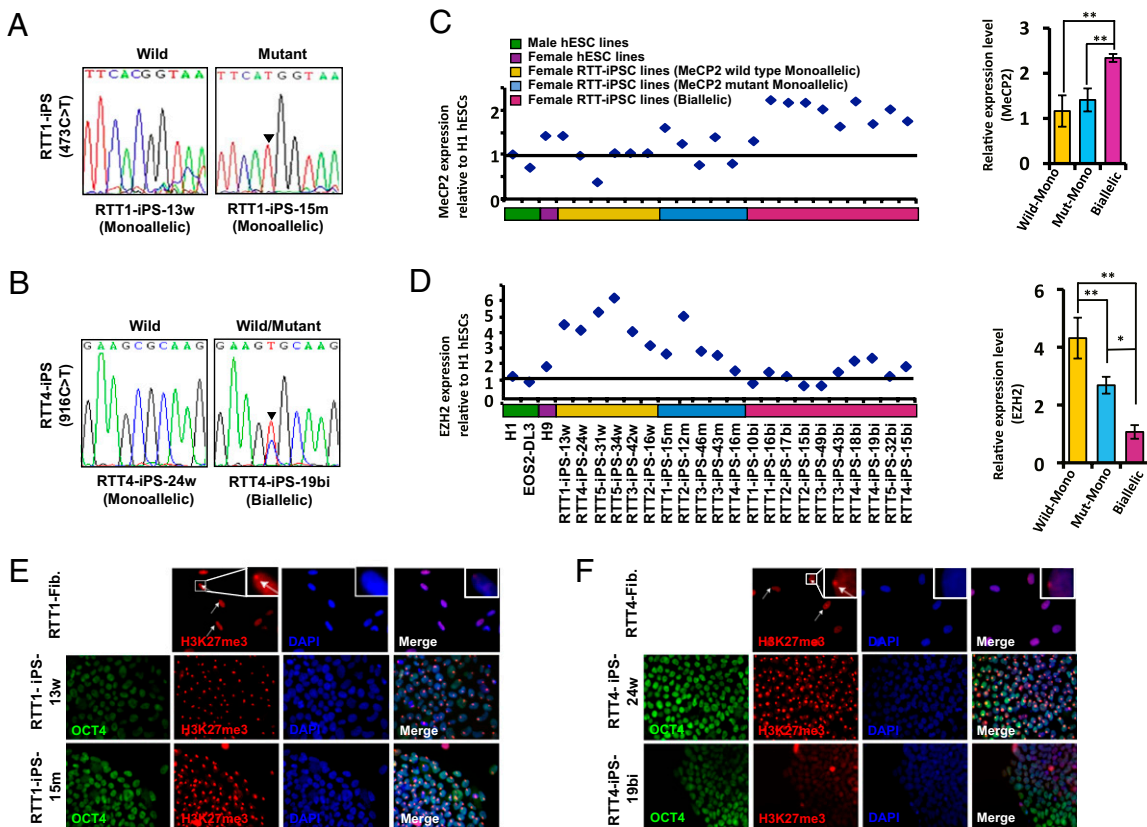 A
Wild
Mutant
TTCACGGTAA
TTCATGGTAA
RTT1-iPS
(473C>T)
RTT1-iPS-13w
(Monoallelic)
RTT1-iPS-15m
(Monoallelic)
B
Wild
Wild/Mutant
GAAGCGCAAG
GAAGTGCAAG
RTT4-iPS
(916C>T)
RTT4-iPS-24w
(Monoallelic)
RTT4-iPS-19bi
(Biallelic)
C
Male hESC lines
Female hESC lines
Female RTT-iPSC lines (MeCP2 wild type Monoallelic)
Female RTT-iPSC lines (MeCP2 mutant Monoallelic)
Female RTT-iPSC lines (Biallelic)
MeCP2 expression
relative to H1 hESCs
2
1
0
Relative expression level
(MeCP2)
3
2
1
0
**
**
Wild-Mono
Mut-Mono
Biallelic
D
EZH2 expression
relative to H1 hESCs
6
5
4
3
2
1
0
H1
EOS2-DL3
H9
RTT1-iPS-13w
RTT4-iPS-24w
RTT5-iPS-31w
RTT5-iPS-34w
RTT3-iPS-42w
RTT2-iPS-16w
RTT1-iPS-15m
RTT2-iPS-12m
RTT3-iPS-46m
RTT3-iPS-43m
RTT4-iPS-16m
RTT1-iPS-10bi
RTT1-iPS-16bi
RTT2-iPS-17bi
RTT2-iPS-15bi
RTT3-iPS-49bi
RTT3-iPS-43bi
RTT4-iPS-18bi
RTT4-iPS-19bi
RTT5-iPS-32bi
RTT4-iPS-15bi
Relative expression level
(EZH2)
6
4
2
0
**
**
*
Wild-Mono
Mut-Mono
Biallelic
E
RTT1-Fib.
H3K27me3
DAPI
Merge
RTT1- iPS-
13w
OCT4
H3K27me3
DAPI
Merge
RTT1-iPS-
15m
OCT4
H3K27me3
DAPI
Merge
F
RTT4-Fib.
H3K27me3
DAPI
Merge
RTT4- iPS-
24w
OCT4
H3K27me3
DAPI
Merge
RTT4-iPS-
19bi
OCT4
H3K27me3
DAPI
Merge